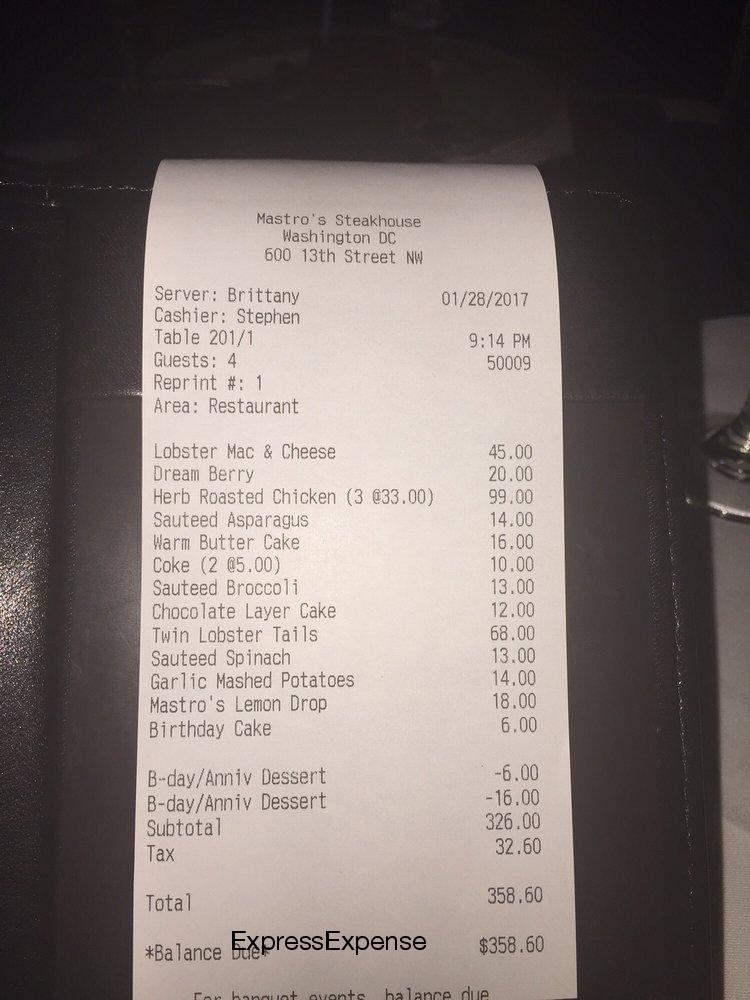 Mastro's Steakhouse
Washington DC
600 13th Street NW
Server: Brittany 01/28/2017
Cashier: Stephen
Table 201/1 9:14 PM
Guests: 4 50009
Reprint #: 1
Area: Restaurant
Lobster Mac & Cheese 45.00
Dream Berry 20.00
Herb Roasted Chicken (3 @33.00) 99.00
Sauteed Asparagus 14.00
Warm Butter Cake 16.00
Coke (2 @5.00) 10.00
Sauteed Broccoli 13.00
Chocolate Layer Cake 12.00
Twin Lobster Tails 68.00
Sauteed Spinach 13.00
Garlic Mashed Potatoes 14.00
Mastro's Lemon Drop 18.00
Birthday Cake 6.00
B-day/Anniv Dessert -6.00
B-day/Anniv Dessert -16.00
Subtotal 326.00
Tax 32.60
Total 358.60
ExpressExpense
*Balance Due* $358.60
For banquet events, balance due